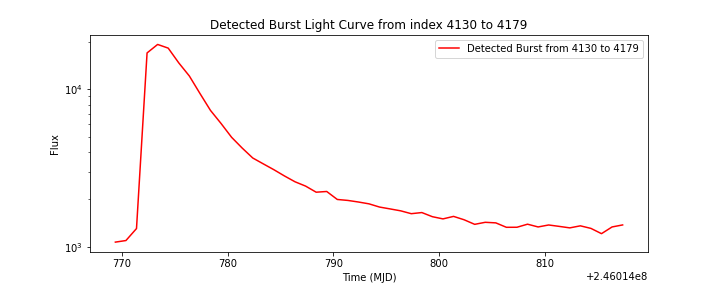 Detected Burst Light Curve from index 4130 to 4179
Detected Burst from 4130 to 4179
10⁴
10³
Flux
770 780 790 800 810
Time (MJD)
+2.46014e8